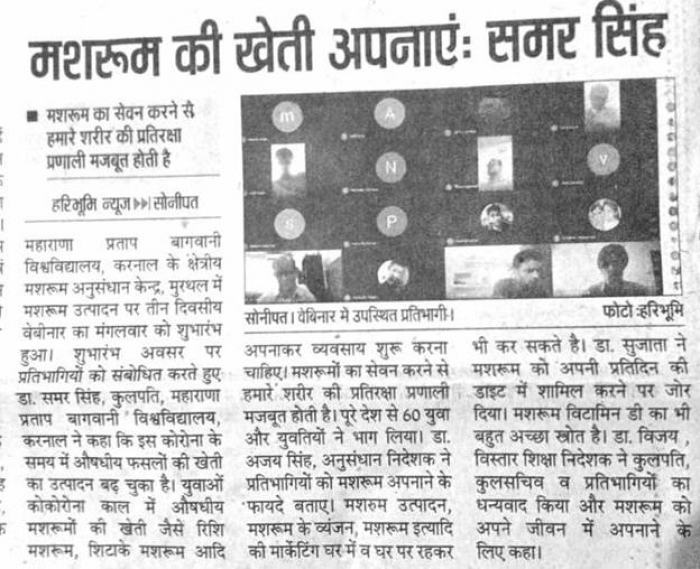 मशरूम की खेती अपनाएं: समर सिंह
■ मशरूम का सेवन करने से
हमारे शरीर की प्रतिरक्षा
प्रणाली मजबूत होती है
हरिभूमि न्यूज ▶▶ सोनीपत
महाराणा प्रताप बागवानी
विश्वविद्यालय, करनाल के क्षेत्रीय
मशरूम अनुसंधान केन्द्र, मुरथल में
मशरूम उत्पादन पर तीन दिवसीय
वेबीनार का मंगलवार को शुभारंभ
हुआ। शुभारंभ अवसर पर
प्रतिभागियों को संबोधित करते हुए
डा. समर सिंह, कुलपति, महाराणा
प्रताप बागवानी विश्वविद्यालय,
करनाल ने कहा कि इस कोरोना के
समय में औषधीय फसलों की खेती
का उत्पादन बढ़ चुका है। युवाओं
कोकोरोना काल में औषधीय
मशरूमों की खेती जैसे रिशि
मशरूम, शिटाके मशरूम आदि
m
A
N
V
s
P
सोनीपत। वेबिनार में उपस्थित प्रतिभागी।
फोटो :हरिभूमि
अपनाकर व्यवसाय शुरू करना
चाहिए। मशरूमों का सेवन करने से
हमारे शरीर की प्रतिरक्षा प्रणाली
मजबूत होती है। पूरे देश से 60 युवा
और युवतियों ने भाग लिया। डा.
अजय सिंह, अनुसंधान निदेशक ने
प्रतिभागियों को मशरूम अपनाने के
फायदे बताए। मशरुम उत्पादन,
मशरूम के व्यंजन, मशरूम इत्यादि
की मार्केटिंग घर में व घर पर रहकर
भी कर सकते है। डा. सुजाता ने
मशरूम को अपनी प्रतिदिन की
डाइट में शामिल करने पर जोर
दिया। मशरूम विटामिन डी का भी
बहुत अच्छा स्रोत है। डा. विजय ,
विस्तार शिक्षा निदेशक ने कुलपति,
कुलसचिव व प्रतिभागियों का
धन्यवाद किया और मशरूम को
अपने जीवन में अपनाने के
लिए कहा।